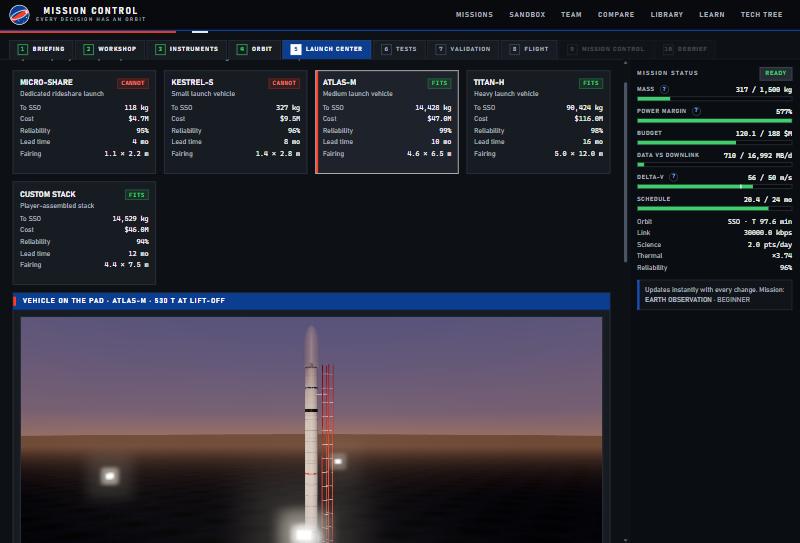 MISSION CONTROL
EVERY DECISION HAS AN ORBIT
MISSIONS SANDBOX TEAM COMPARE LIBRARY LEARN TECH TREE
1 BRIEFING 2 WORKSHOP 3 INSTRUMENTS 4 ORBIT 5 LAUNCH CENTER 6 TESTS 7 VALIDATION 8 FLIGHT 9 MISSION CONTROL 10 DEBRIEF
MICRO-SHARE CANNOT
Dedicated rideshare launch
To SSO 118 kg
Cost $4.7M
Reliability 95%
Lead time 4 mo
Fairing 1.1 × 2.2 m
KESTREL-S CANNOT
Small launch vehicle
To SSO 327 kg
Cost $9.5M
Reliability 96%
Lead time 8 mo
Fairing 1.4 × 2.8 m
ATLAS-M FITS
Medium launch vehicle
To SSO 14,428 kg
Cost $47.0M
Reliability 99%
Lead time 10 mo
Fairing 4.6 × 6.5 m
TITAN-H FITS
Heavy launch vehicle
To SSO 90,424 kg
Cost $116.0M
Reliability 98%
Lead time 16 mo
Fairing 5.0 × 12.0 m
CUSTOM STACK FITS
Player-assembled stack
To SSO 14,529 kg
Cost $46.0M
Reliability 94%
Lead time 12 mo
Fairing 4.4 × 7.5 m
VEHICLE ON THE PAD · ATLAS-M · 530 T AT LIFT-OFF
MISSION STATUS READY
MASS ? 317 / 1,500 kg
POWER MARGIN ? 577%
BUDGET 120.1 / 188 $M
DATA VS DOWNLINK 710 / 16,992 MB/d
DELTA-V ? 56 / 50 m/s
SCHEDULE 20.4 / 24 mo
Orbit SSO · T 97.6 min
Link 30000.0 kbps
Science 2.0 pts/day
Thermal ×3.74
Reliability 96%
Updates instantly with every change. Mission:
EARTH OBSERVATION · BEGINNER